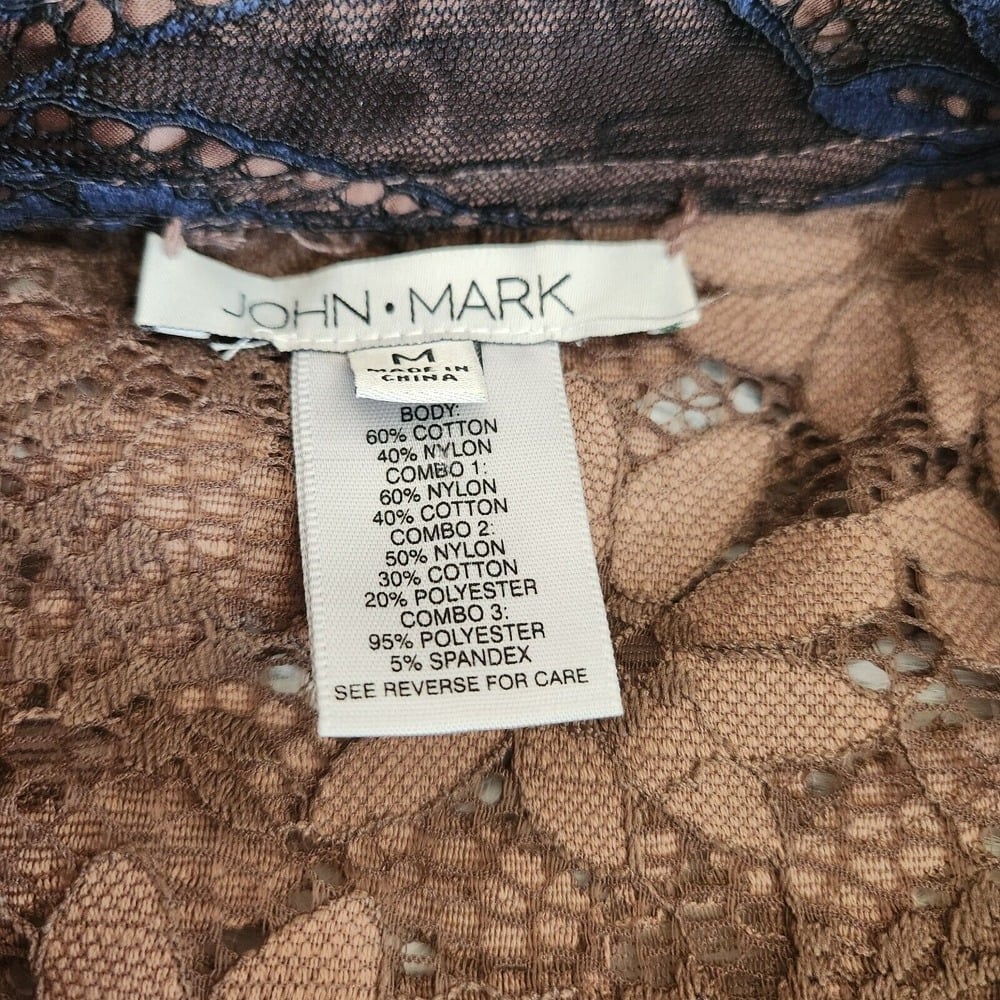 JOHN • MARK
M
MADE IN
CHINA
BODY:
60% COTTON
40% NYLON
COMBO 1:
60% NYLON
40% COTTON
COMBO 2:
50% NYLON
30% COTTON
20% POLYESTER
COMBO 3:
95% POLYESTER
5% SPANDEX
SEE REVERSE FOR CARE